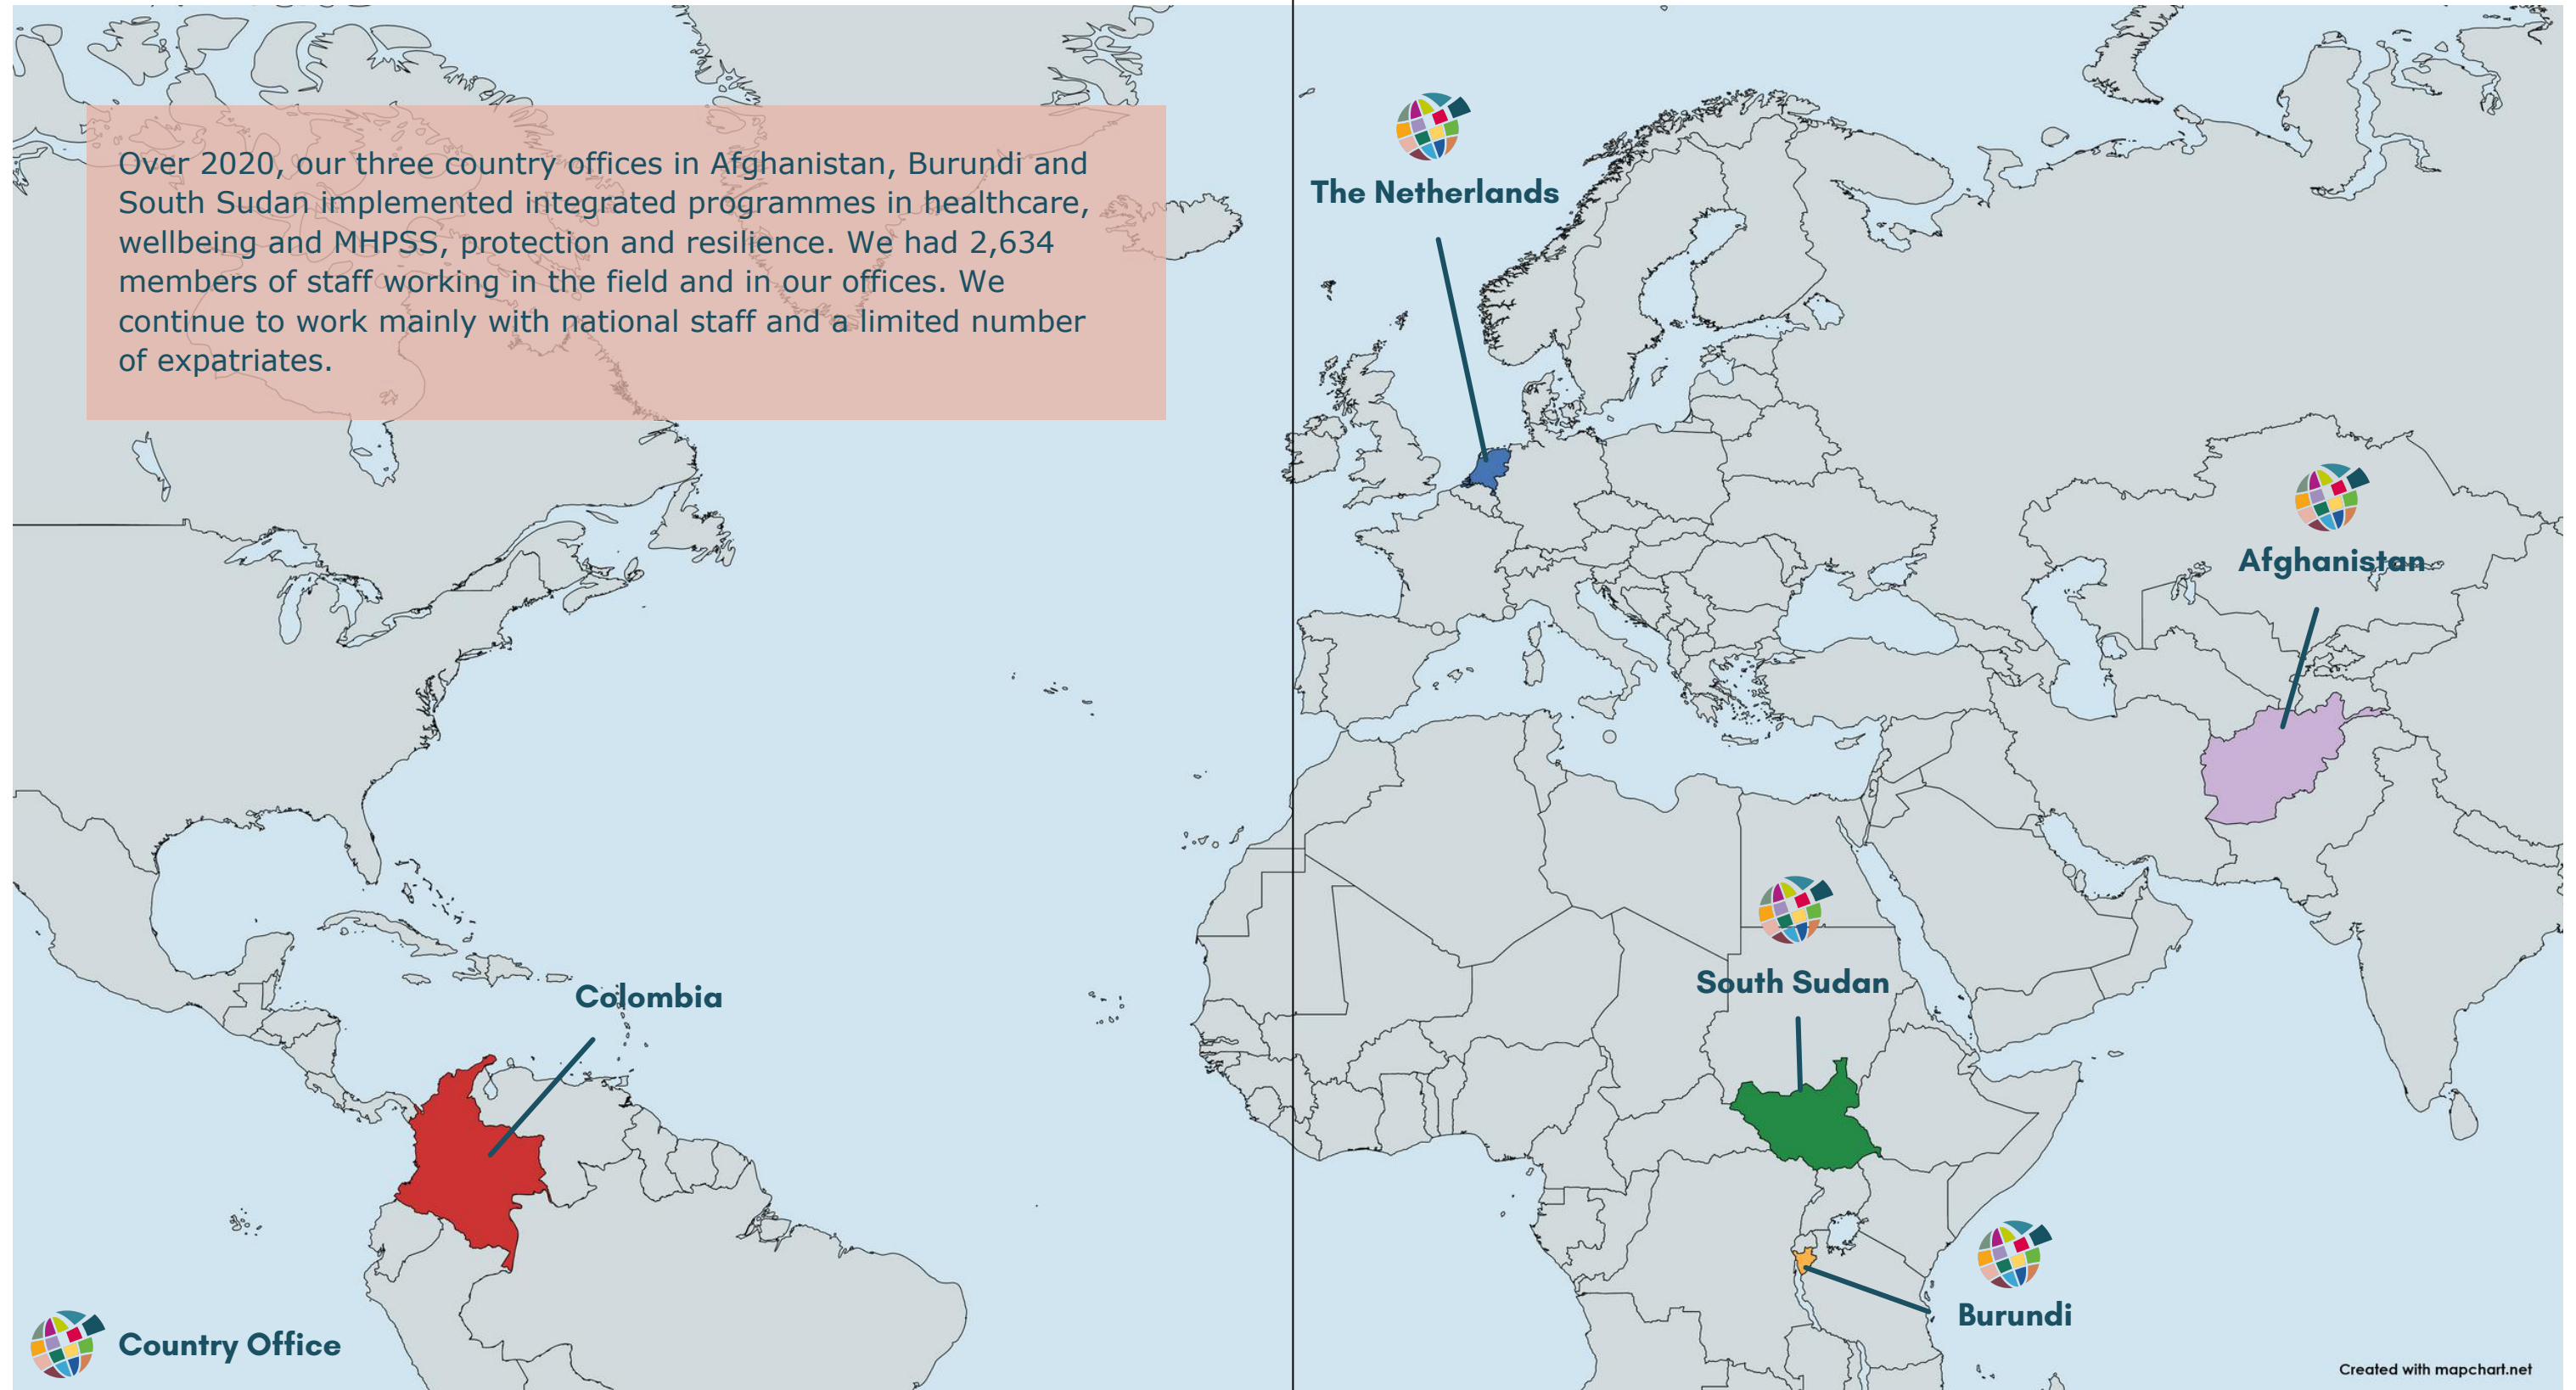 Over 2020, our three country offices in Afghanistan, Burundi and
South Sudan implemented integrated programmes in healthcare,
wellbeing and MHPSS, protection and resilience. We had 2,634
members of staff working in the field and in our offices. We
continue to work mainly with national staff and a limited number
of expatriates.
The Netherlands
Afghanistan
South Sudan
Colombia
Burundi
Country Office
Created with mapchart.net